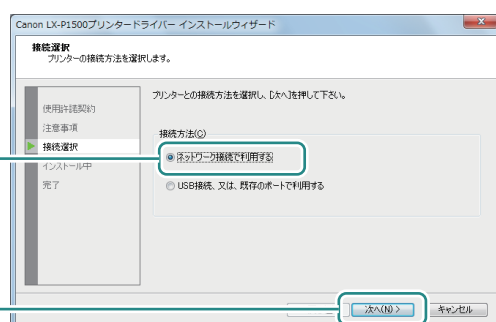 Canon LX-P1500プリンタードライバー インストールウィザード
接続選択
プリンターの接続方法を選択します。
使用許諾契約
注意事項
接続選択
インストール中
完了
プリンターとの接続方法を選択し、[次へ]を押して下さい。
接続方法(C)
ネットワーク接続で利用する
USB接続、又は、既存のポートで利用する
次へ(N) >
キャンセル